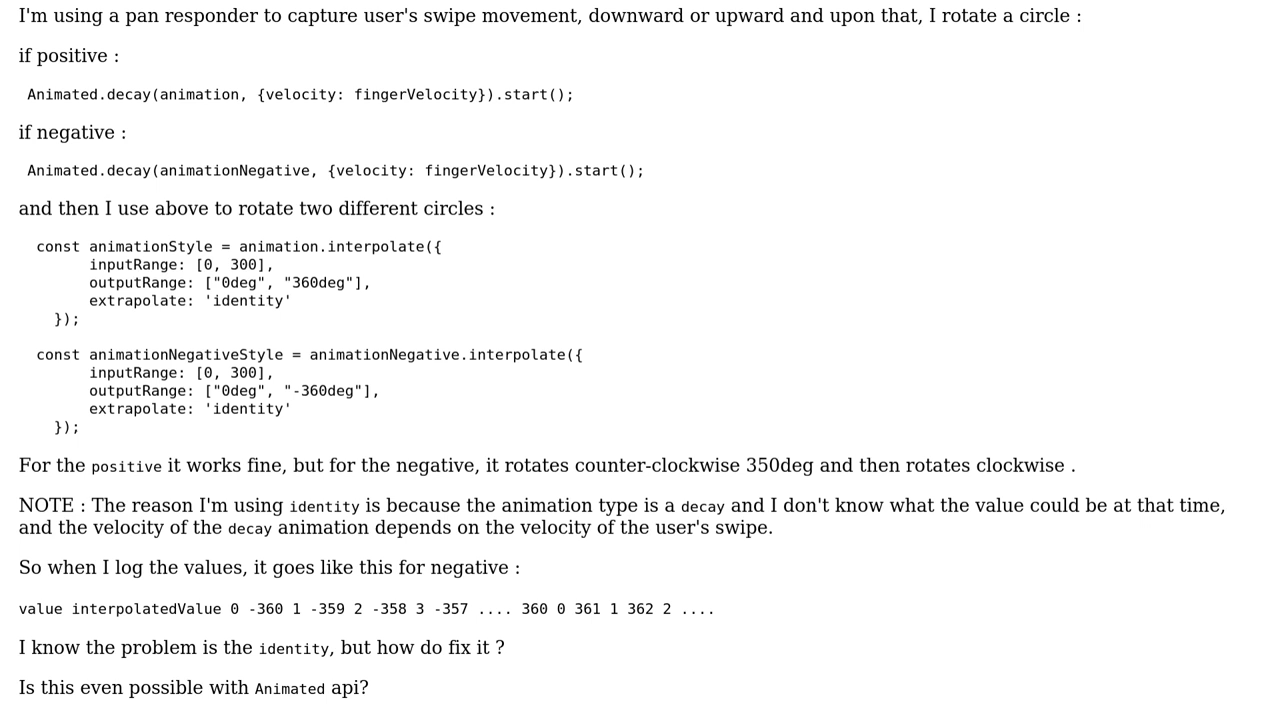 I'm using a pan responder to capture user's swipe movement, downward or upward and upon that, I rotate a circle :
if positive :
Animated.decay(animation, {velocity: fingerVelocity}).start();
if negative :
Animated.decay(animationNegative, {velocity: fingerVelocity}).start();
and then I use above to rotate two different circles :
const animationStyle = animation.interpolate({
inputRange: [0, 300],
outputRange: ["0deg", "360deg"],
extrapolate: 'identity'
});
const animationNegativeStyle = animationNegative.interpolate({
inputRange: [0, 300],
outputRange: ["0deg", "-360deg"],
extrapolate: 'identity'
});
For the positive it works fine, but for the negative, it rotates counter-clockwise 350deg and then rotates clockwise .
NOTE : The reason I'm using identity is because the animation type is a decay and I don't know what the value could be at that time,
and the velocity of the decay animation depends on the velocity of the user's swipe.
So when I log the values, it goes like this for negative :
value interpolatedValue 0 -360 1 -359 2 -358 3 -357 .... 360 0 361 1 362 2 ....
I know the problem is the identity, but how do fix it ?
Is this even possible with Animated api?